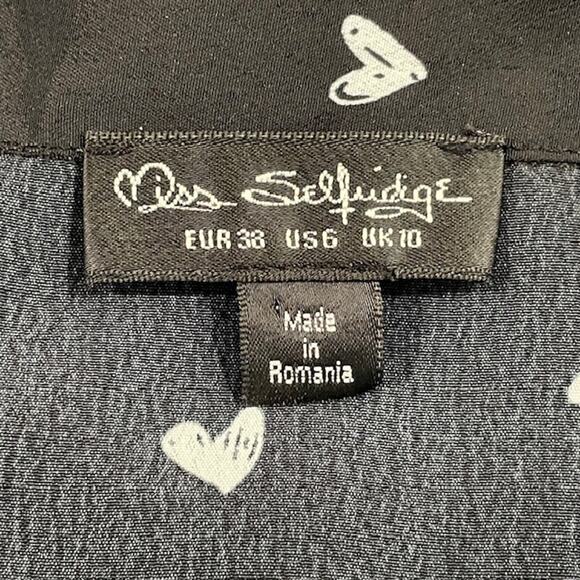 Miss Selfridge
EUR 38 US 6 UK 10
Made
in
Romania